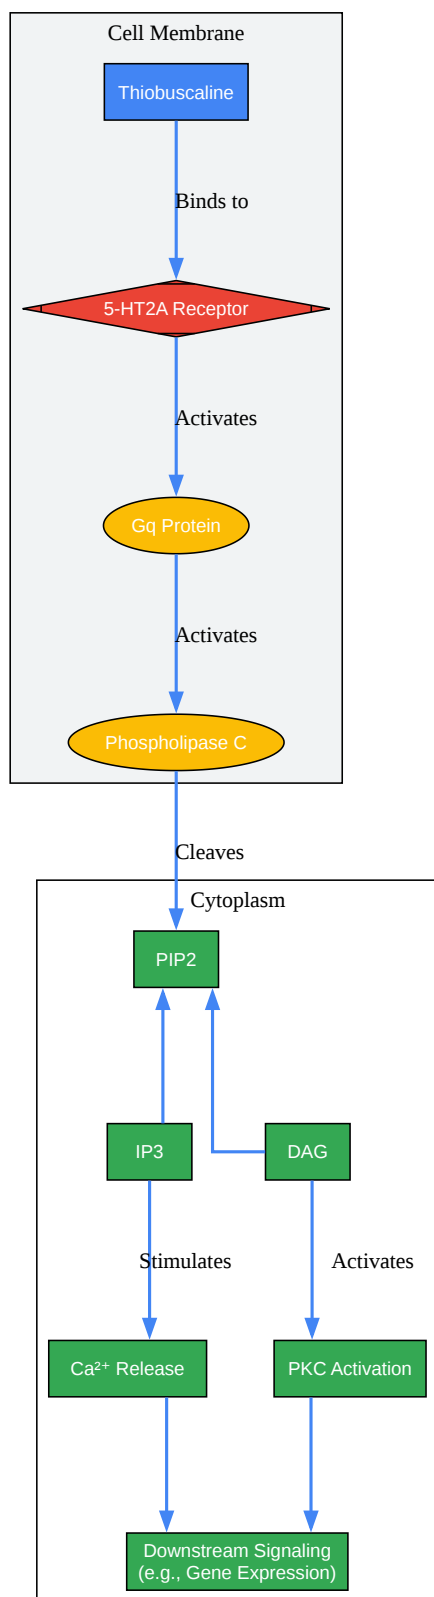 Cell Membrane
Thiobuscaline
Binds to
5-HT2A Receptor
Activates
Gq Protein
Activates
Phospholipase C
Cleaves
Cytoplasm
PIP2
IP3
DAG
Stimulates
Activates
Ca²⁺ Release
PKC Activation
Downstream Signaling
(e.g., Gene Expression)